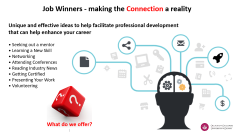 Job Winners - making the Connection a reality
Unique and effective ideas to help facilitate professional development
that can help enhance your career
• Seeking out a mentor
• Learning a New Skill
• Networking
• Attending Conferences
• Reading Industry News
• Getting Certified
• Presenting Your Work
• Volunteering
What do we offer?